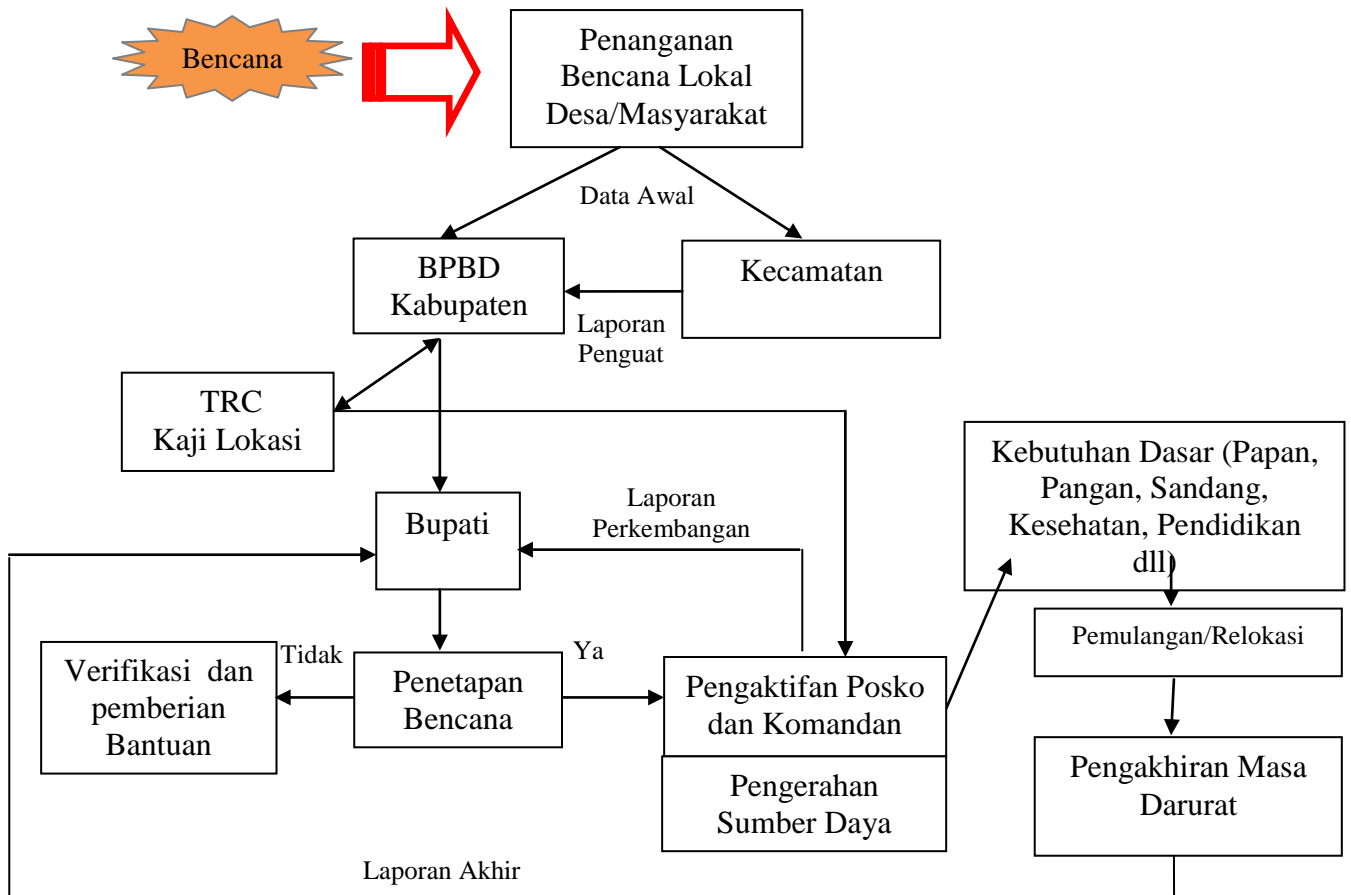 Bencana
Penanganan
Bencana Lokal
Desa/Masyarakat
Data Awal
BPBD
Kabupaten
Kecamatan
Laporan
Penguat
TRC
Kaji Lokasi
Kebutuhan Dasar (Papan,
Pangan, Sandang,
Kesehatan, Pendidikan
dll)
Bupati
Laporan
Perkembangan
Pemulangan/Relokasi
Verifikasi dan
pemberian
Bantuan
Tidak
Penetapan
Bencana
Ya
Pengaktifan Posko
dan Komandan
Pengerahan
Sumber Daya
Pengakhiran Masa
Darurat
Laporan Akhir